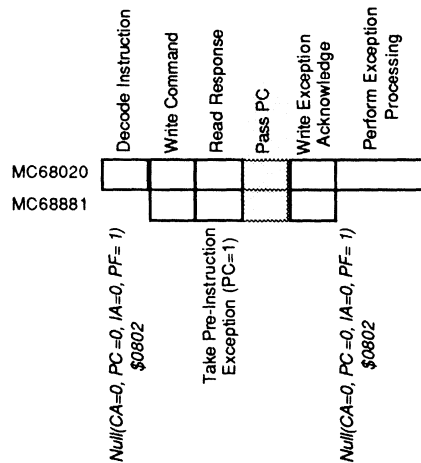 Decode Instruction
Write Command
Read Response
Pass PC
Write Exception
Acknowledge
Perform Exception
Processing
MC68020
MC68881
Null(CA=0, PC=0, IA=0, PF= 1)
$0802
Take Pre-Instruction
Exception (PC=1)
Null(CA=0, PC=0, IA=0, PF= 1)
$0802